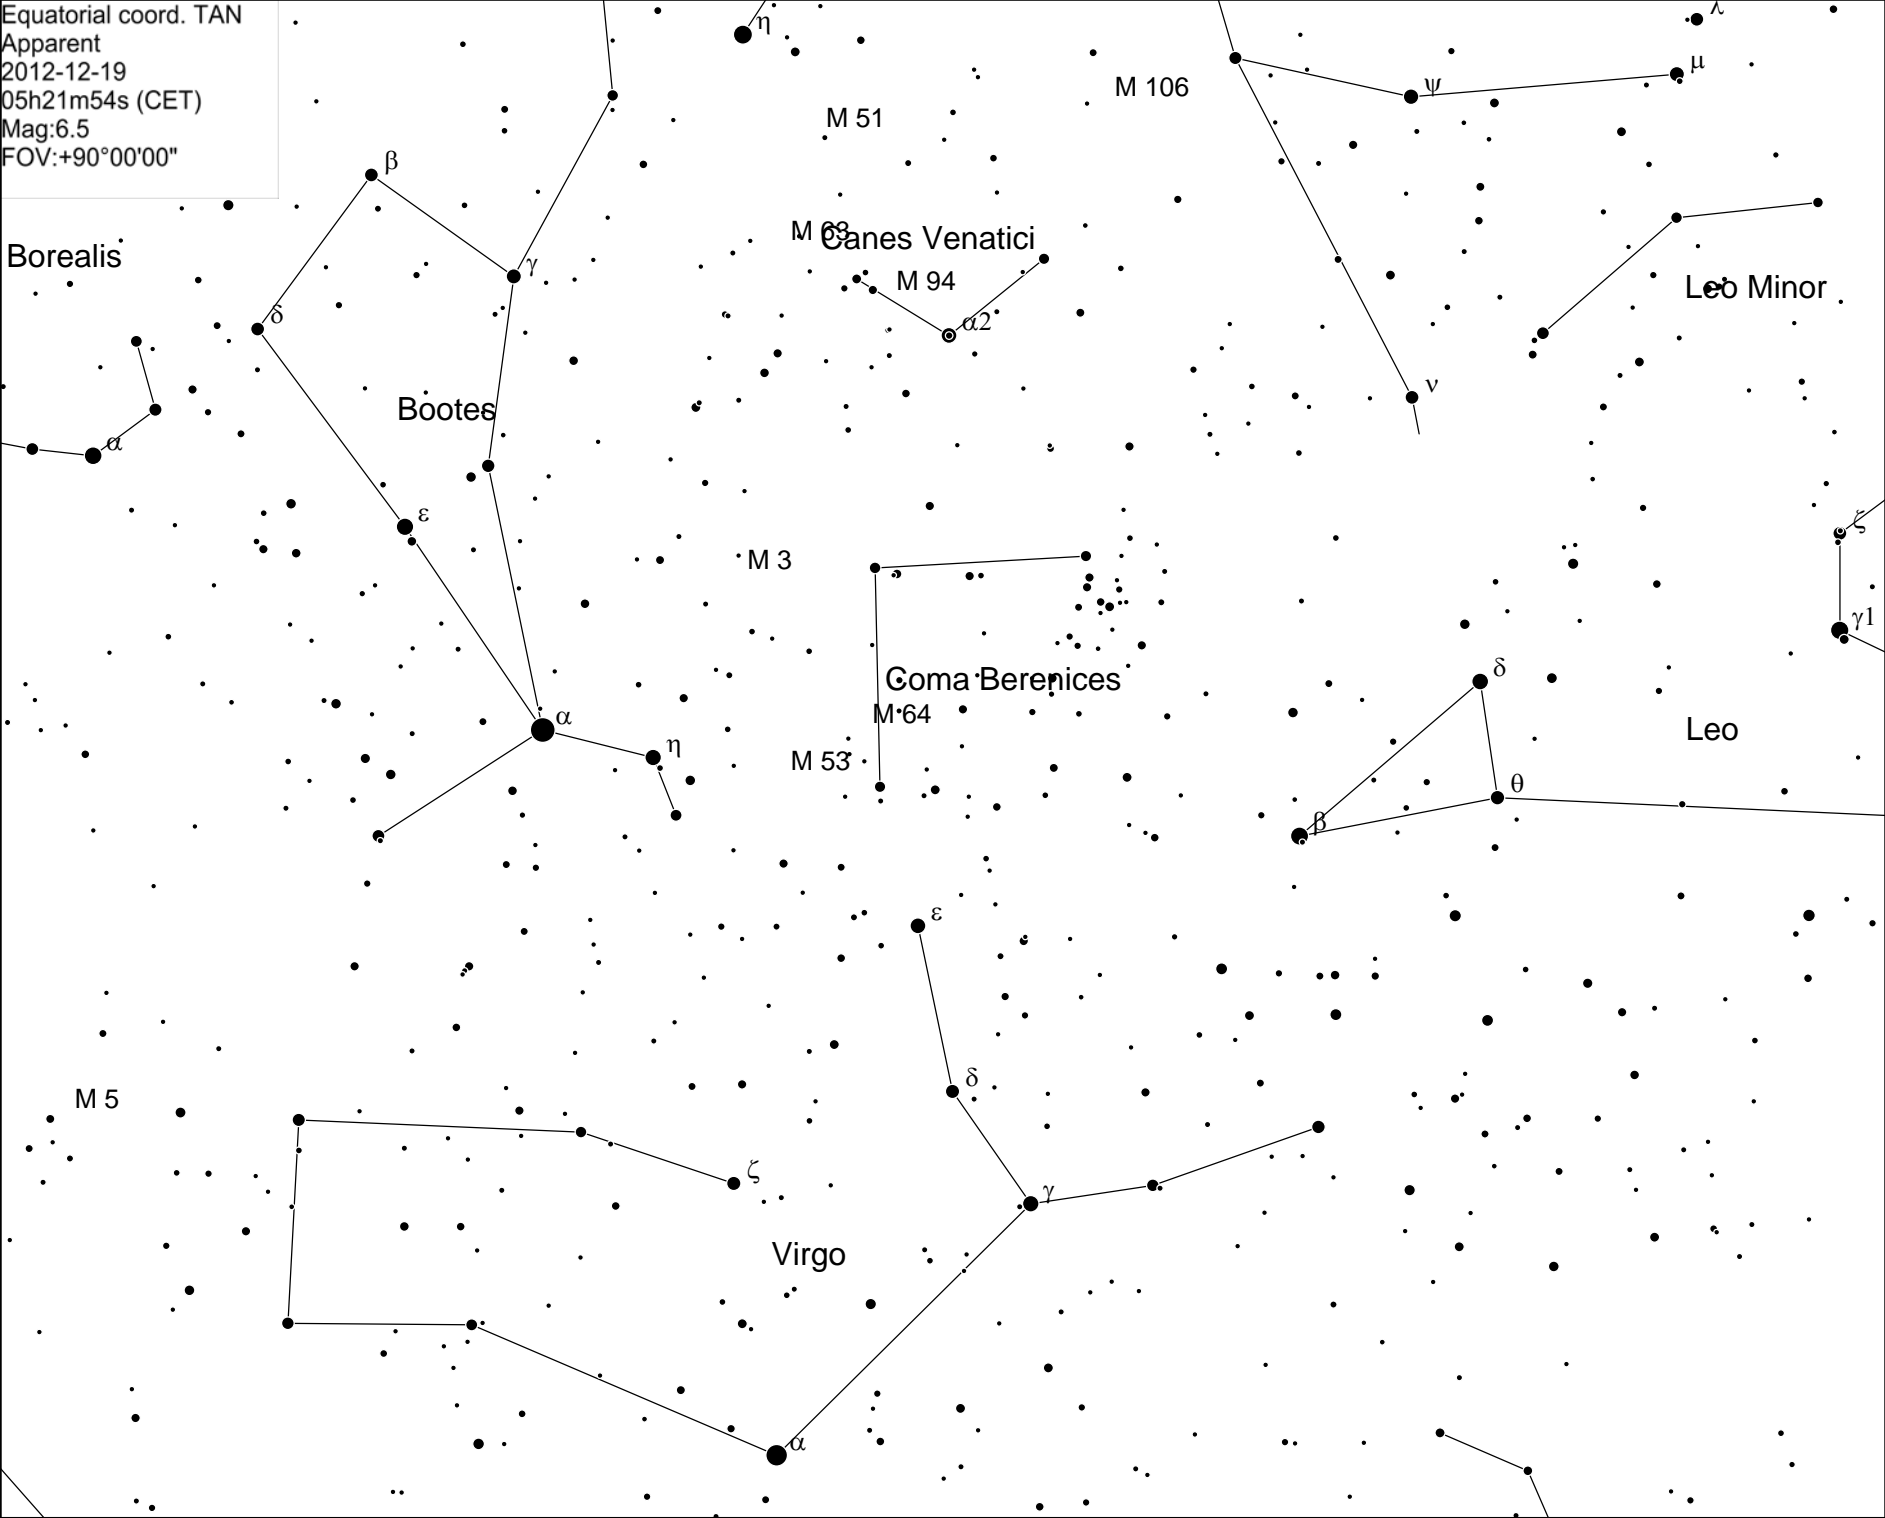 Equatorial coord. TAN
Apparent
2012-12-19
05h21m54s (CET)
Mag:6.5
FOV:+90°00'00"
η
λ
μ
M 106
ψ
M 51
β
M 63
Canes Venatici
Borealis
γ
M 94
Leo Minor
δ
α2
ν
Bootes
α
ε
ζ
M 3
γ1
Coma Berenices
δ
M 64
α
Leo
η
M 53
θ
β
ε
δ
M 5
ζ
γ
Virgo
α